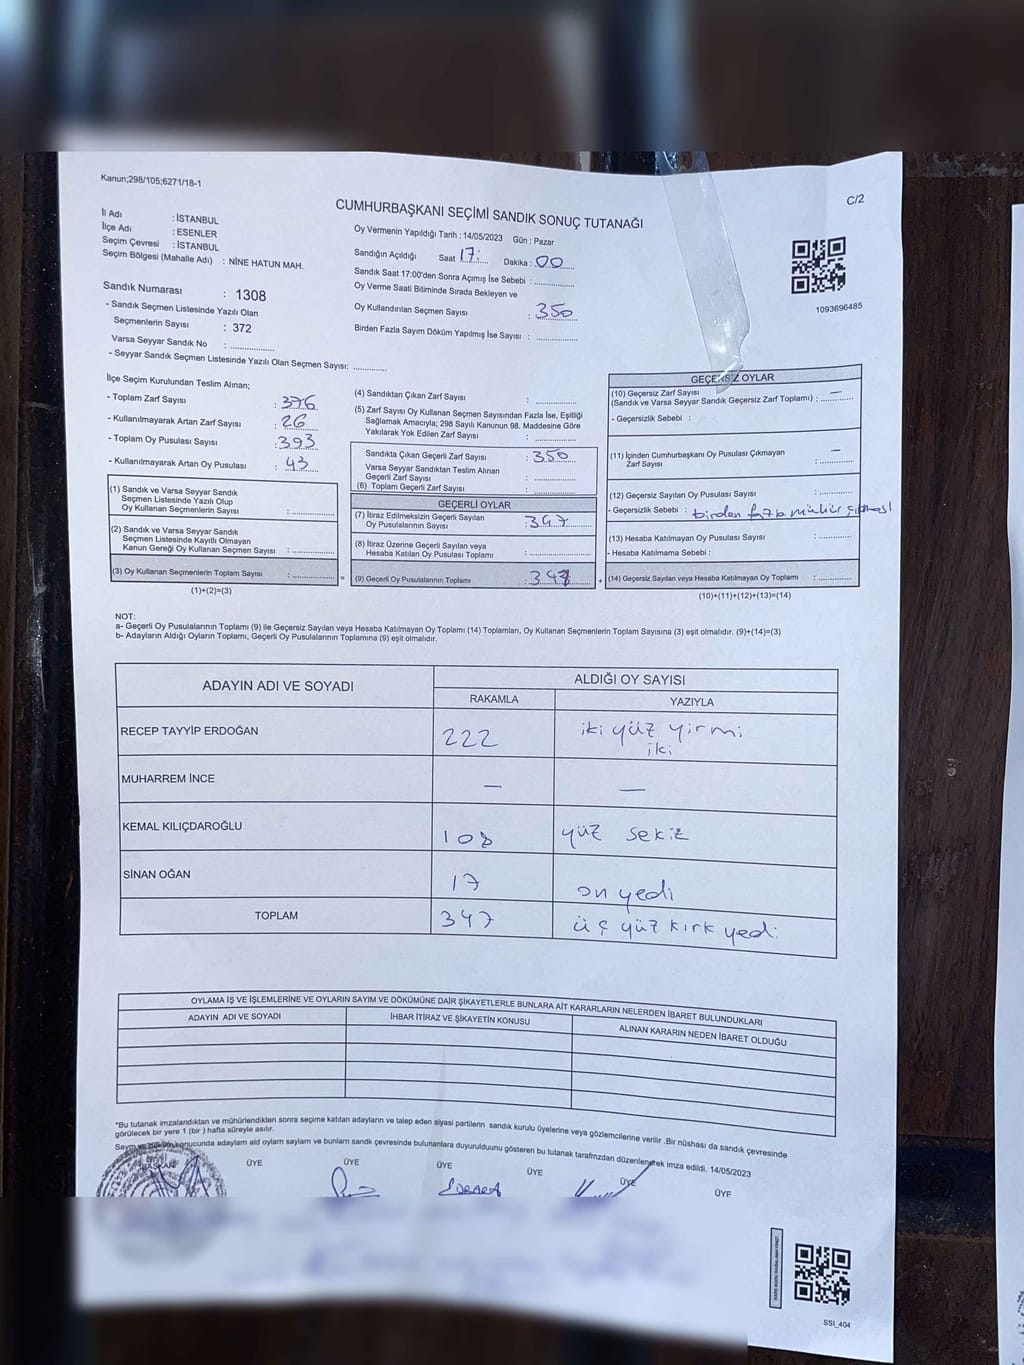 Kanun;298/105;6271/18-1
C/2
CUMHURBAŞKANI SEÇİMİ SANDIK SONUÇ TUTANAĞI
İl Adı : İSTANBUL
İlçe Adı : ESENLER
Seçim Çevresi : İSTANBUL
Seçim Bölgesi (Mahalle Adı) : NİNE HATUN MAH.
Sandık Numarası : 1308
- Sandık Seçmen Listesinde Yazılı Olan
Seçmenlerin Sayısı : 372
Varsa Seyyar Sandık No : ..............
- Seyyar Sandık Seçmen Listesinde Yazılı Olan Seçmen Sayısı: ............
Oy Vermenin Yapıldığı Tarih : 14/05/2023 Gün : Pazar
Sandığın Açıldığı Saat 17: Dakika : 00
Sandık Saat 17:00'den Sonra Açımış İse Sebebi : ..............
Oy Verme Saati Bitiminde Sırada Bekleyen ve
Oy Kullandırılan Seçmen Sayısı : 350
Birden Fazla Sayım Döküm Yapılmış İse Sayısı : ..............
1093696485
İlçe Seçim Kurulundan Teslim Alınan;
- Toplam Zarf Sayısı : 376
- Kullanılmayarak Artan Zarf Sayısı : 26
- Toplam Oy Pusulası Sayısı : 393
- Kullanılmayarak Artan Oy Pusulası : 43
(1) Sandık ve Varsa Seyyar Sandık
Seçmen Listesinde Yazılı Olup
Oy Kullanan Seçmenlerin Sayısı : ..............
(2) Sandık ve Varsa Seyyar Sandık
Seçmen Listesinde Kayıtlı Olmayan
Kanun Gereği Oy Kullanan Seçmen Sayısı : ..............
(3) Oy Kullanan Seçmenlerin Toplam Sayısı : ..............
(1)+(2)=(3)
=
(4) Sandıktan Çıkan Zarf Sayısı : ..............
(5) Zarf Sayısı Oy Kullanan Seçmen Sayısından Fazla İse, Eşitliği
Sağlamak Amacıyla; 298 Sayılı Kanunun 98. Maddesine Göre
Yakılarak Yok Edilen Zarf Sayısı : ..............
Sandıkta Çıkan Geçerli Zarf Sayısı : 350
Varsa Seyyar Sandıktan Teslim Alınan
Geçerli Zarf Sayısı : ..............
(6) Toplam Geçerli Zarf Sayısı : ..............
GEÇERLİ OYLAR
(7) İtiraz Edilmeksizin Geçerli Sayılan
Oy Pusulalarının Sayısı : 347
(8) İtiraz Üzerine Geçerli Sayılan veya
Hesaba Katılan Oy Pusulası Toplamı : ..............
(9) Geçerli Oy Pusulalarının Toplamı : 347
+
GEÇERSİZ OYLAR
(10) Geçersiz Zarf Sayısı
(Sandık ve Varsa Seyyar Sandık Geçersiz Zarf Toplamı) : —
- Geçersizlik Sebebi :
(11) İçinden Cumhurbaşkanı Oy Pusulası Çıkmayan
Zarf Sayısı : —
(12) Geçersiz Sayılan Oy Pusulası Sayısı : ..............
- Geçersizlik Sebebi : birden fazla mühür çıkması
(13) Hesaba Katılmayan Oy Pusulası Sayısı : ..............
- Hesaba Katılmama Sebebi :
(14) Geçersiz Sayılan veya Hesaba Katılmayan Oy Toplamı : ..............
(10)+(11)+(12)+(13)=(14)
NOT:
a- Geçerli Oy Pusulalarının Toplamı (9) ile Geçersiz Sayılan veya Hesaba Katılmayan Oy Toplamı (14) Toplamları, Oy Kullanan Seçmenlerin Toplam Sayısına (3) eşit olmalıdır. (9)+(14)=(3)
b- Adayların Aldığı Oyların Toplamı, Geçerli Oy Pusulalarının Toplamına (9) eşit olmalıdır.
ADAYIN ADI VE SOYADI
ALDIĞI OY SAYISI
RAKAMLA YAZIYLA
RECEP TAYYİP ERDOĞAN 222 iki yüz yirmi
iki
MUHARREM İNCE — —
KEMAL KILIÇDAROĞLU 108 yüz sekiz
SİNAN OĞAN 17 on yedi
TOPLAM 347 üç yüz kırk yedi
OYLAMA İŞ VE İŞLEMLERİNE VE OYLARIN SAYIM VE DÖKÜMÜNE DAİR ŞİKAYETLERLE BUNLARA AİT KARARLARIN NELERDEN İBARET BULUNDUKLARI
ADAYIN ADI VE SOYADI İHBAR İTİRAZ VE ŞİKAYETİN KONUSU ALINAN KARARIN NEDEN İBARET OLDUĞU
*Bu tutanak imzalandıktan ve mühürlendikten sonra seçime katılan adayların ve talep eden siyasi partilerin sandık kurulu üyelerine veya gözlemcilerine verilir .Bir nüshası da sandık çevresinde
görülecek bir yere 1 (bir ) hafta süreyle asılır.
Sayım sonucunda adayların ald oyların sayların ve bunların sandk çevresinde bulunanlara duyurulduunu gösteren bu tutanak tarafmzdan düzenlenerek imza edildi. 14/05/2023
BAŞKAN ÜYE ÜYE ÜYE ÜYE ÜYE ÜYE
SSI_404